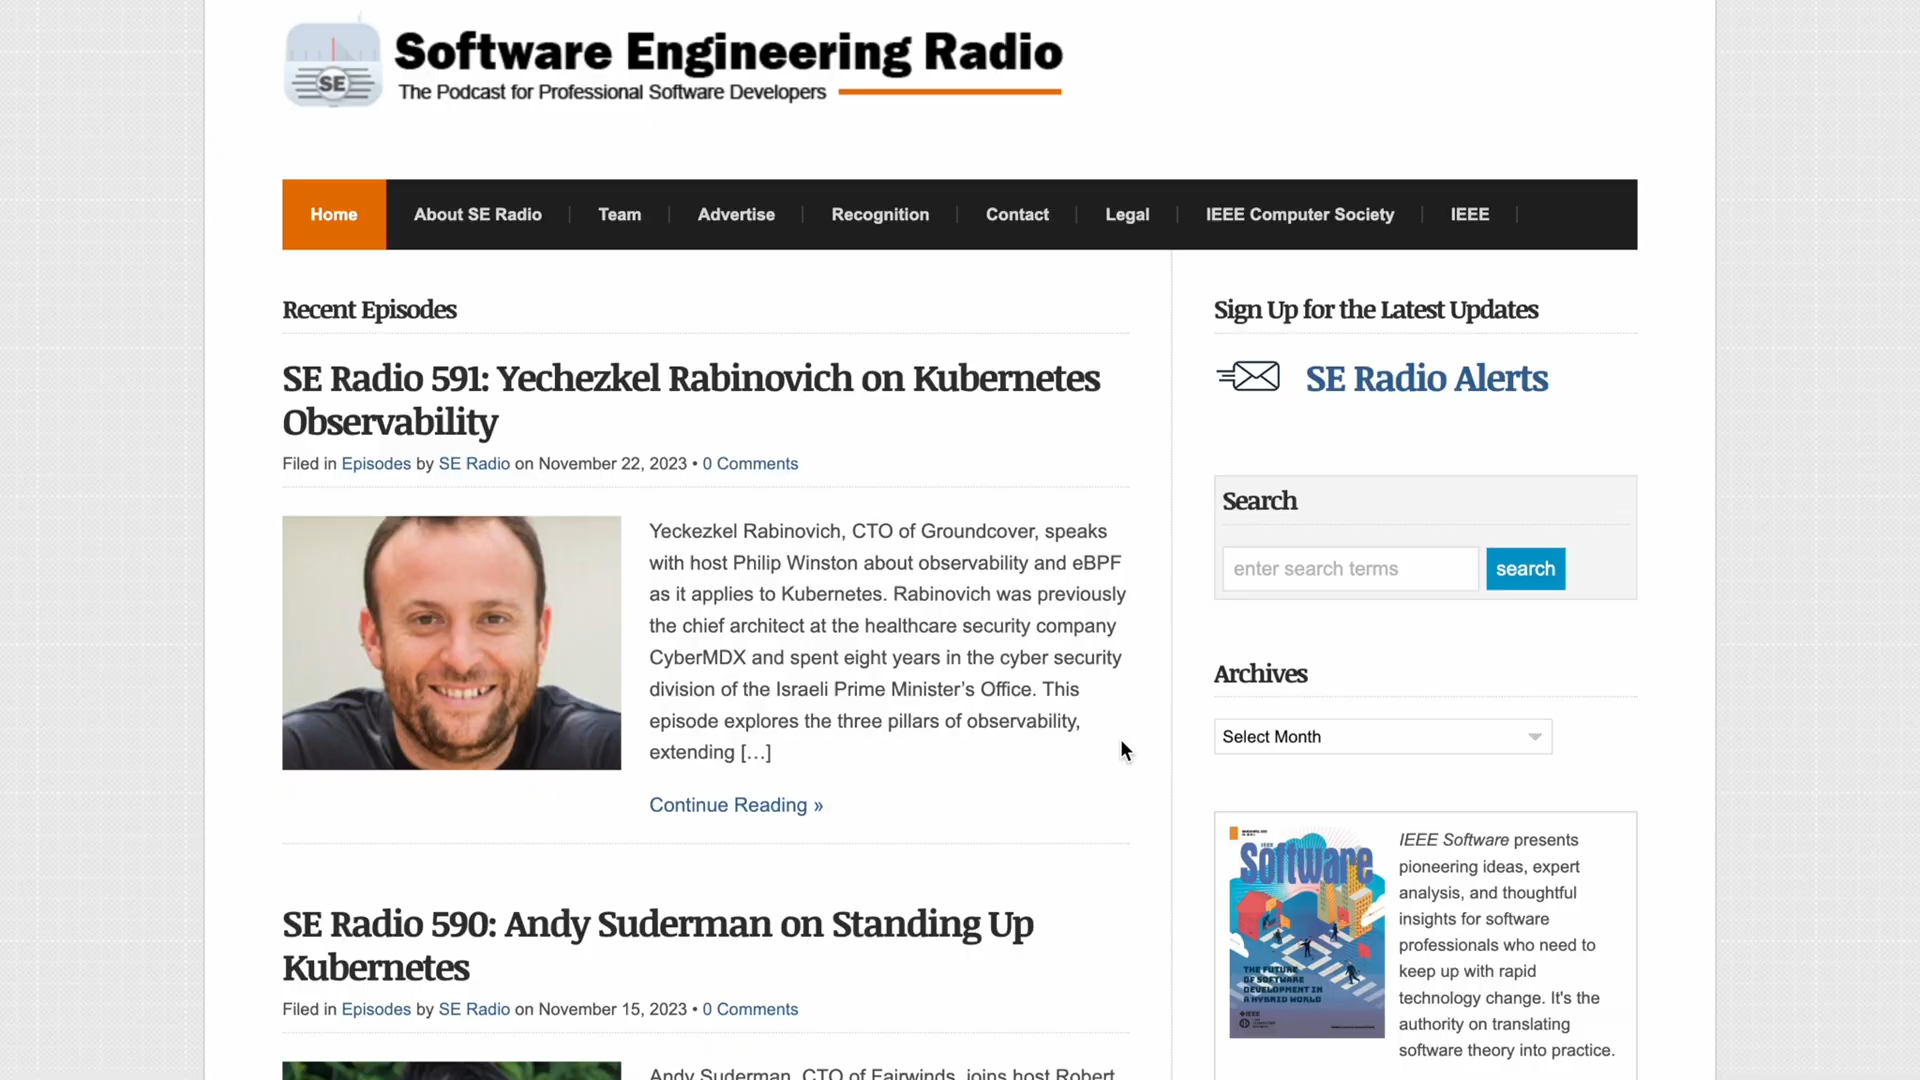 SE
Software Engineering Radio
The Podcast for Professional Software Developers
Home
About SE Radio
Team
Advertise
Recognition
Contact
Legal
IEEE Computer Society
IEEE
Recent Episodes
SE Radio 591: Yechezkel Rabinovich on Kubernetes
Observability
Filed in Episodes by SE Radio on November 22, 2023 • 0 Comments
Yeckezkel Rabinovich, CTO of Groundcover, speaks
with host Philip Winston about observability and eBPF
as it applies to Kubernetes. Rabinovich was previously
the chief architect at the healthcare security company
CyberMDX and spent eight years in the cyber security
division of the Israeli Prime Minister’s Office. This
episode explores the three pillars of observability,
extending […]
Continue Reading »
SE Radio 590: Andy Suderman on Standing Up
Kubernetes
Filed in Episodes by SE Radio on November 15, 2023 • 0 Comments
Andy Suderman, CTO of Fairwinds, joins host Robert
Sign Up for the Latest Updates
SE Radio Alerts
Search
enter search terms
search
Archives
Select Month
Software
THE FUTURE
OF SOFTWARE
DEVELOPMENT IN
A HYBRID WORLD
IEEE Software presents
pioneering ideas, expert
analysis, and thoughtful
insights for software
professionals who need to
keep up with rapid
technology change. It's the
authority on translating
software theory into practice.